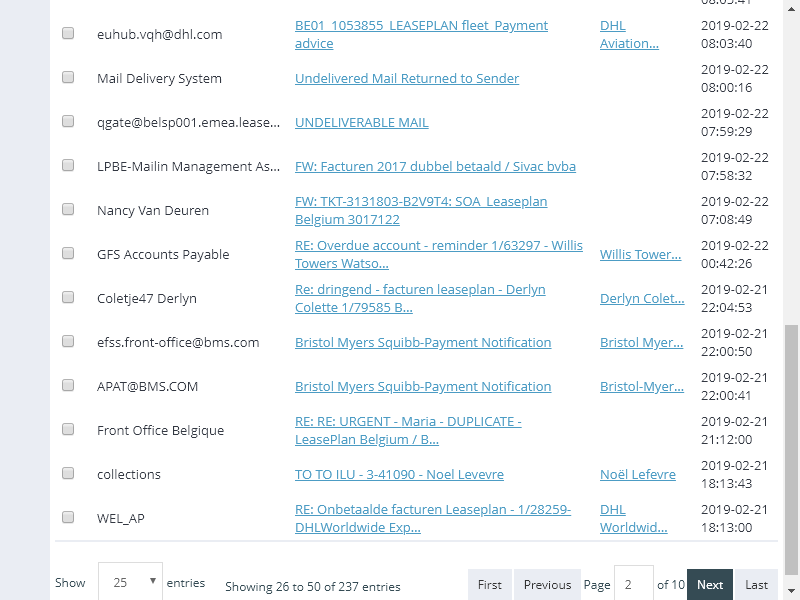 08:03:41
euhub.vqh@dhl.com
BE01_1053855_LEASEPLAN fleet_Payment
advice
DHL
Aviation...
2019-02-22
08:03:40
Mail Delivery System
Undelivered Mail Returned to Sender
2019-02-22
08:00:16
qgate@belsp001.emea.lease...
UNDELIVERABLE MAIL
2019-02-22
07:59:29
LPBE-Mailin Management As...
FW: Facturen 2017 dubbel betaald / Sivac bvba
2019-02-22
07:58:32
Nancy Van Deuren
FW: TKT-3131803-B2V9T4: SOA_Leaseplan
Belgium 3017122
2019-02-22
07:08:49
GFS Accounts Payable
RE: Overdue account - reminder 1/63297 - Willis
Towers Watso...
Willis Tower...
2019-02-22
00:42:26
Coletje47 Derlyn
Re: dringend - facturen leaseplan - Derlyn
Colette 1/79585 B...
Derlyn Colet...
2019-02-21
22:04:53
efss.front-office@bms.com
Bristol Myers Squibb-Payment Notification
Bristol Myer...
2019-02-21
22:00:50
APAT@BMS.COM
Bristol Myers Squibb-Payment Notification
Bristol-Myer...
2019-02-21
22:00:41
Front Office Belgique
RE: RE: URGENT - Maria - DUPLICATE -
LeasePlan Belgium / B...
2019-02-21
21:12:00
collections
TO TO ILU - 3-41090 - Noel Levevre
Noël Lefevre
2019-02-21
18:13:43
WEL_AP
RE: Onbetaalde facturen Leaseplan - 1/28259-
DHLWorldwide Exp...
DHL
Worldwid...
2019-02-21
18:13:00
Show 25 entries
Showing 26 to 50 of 237 entries
First Previous Page 2 of 10 Next Last